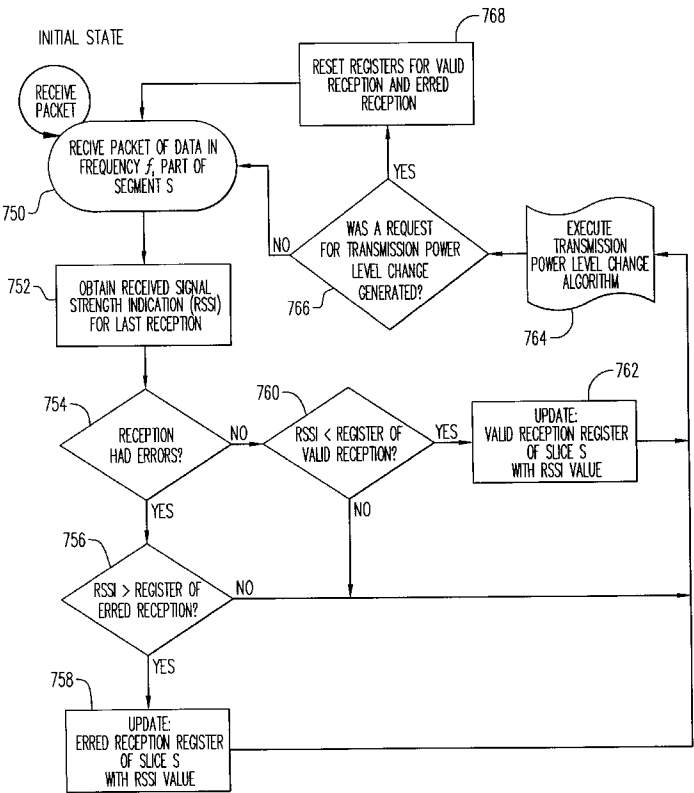 INITIAL STATE
RECEIVE
PACKET
RECIVE PACKET OF DATA IN
FREQUENCY f, PART OF
SEGMENT S
750
768
RESET REGISTERS FOR VALID
RECEPTION AND ERRED
RECEPTION
YES
WAS A REQUEST
FOR TRANSMISSION POWER
LEVEL CHANGE
GENERATED?
NO
766
EXECUTE
TRANSMISSION
POWER LEVEL CHANGE
ALGORITHM
764
752
OBTAIN RECEIVED SIGNAL
STRENGTH INDICATION (RSSI)
FOR LAST RECEPTION
754
RECEPTION
HAD ERRORS?
NO
YES
760
RSSI < REGISTER OF
VALID RECEPTION?
YES
NO
762
UPDATE:
VALID RECEPTION REGISTER
OF SLICE S
WITH RSSI VALUE
756
RSSI > REGISTER OF
ERRED RECEPTION?
NO
YES
758
UPDATE:
ERRED RECEPTION REGISTER
OF SLICE S
WITH RSSI VALUE